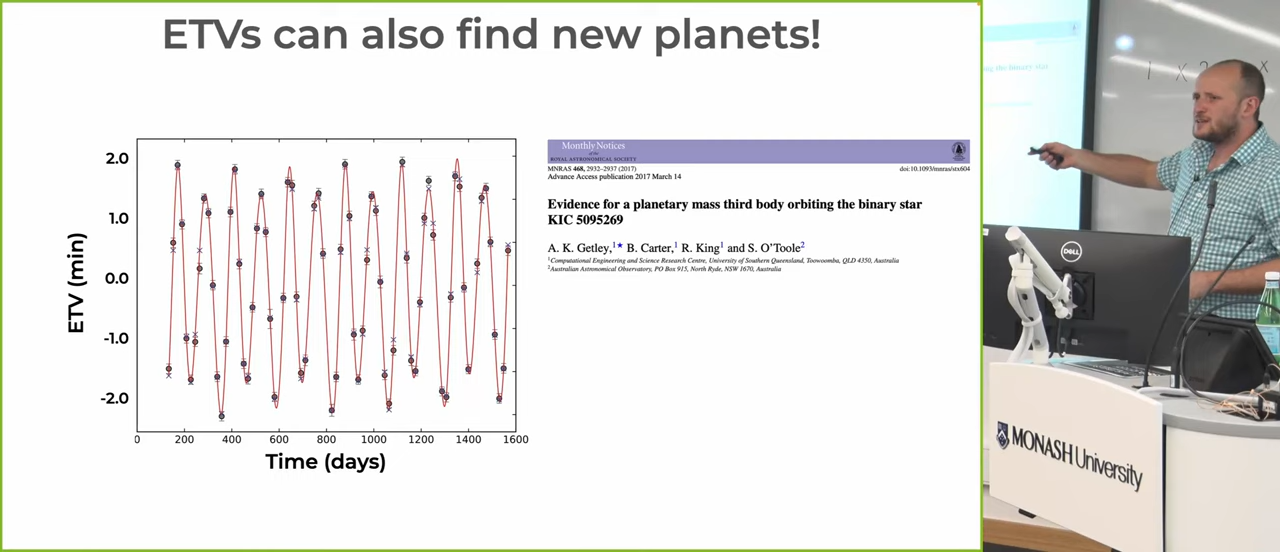 ETVs can also find new planets!
2.0
1.0
0.0
-1.0
-2.0
ETV (min)
0 200 400 600 800 1000 1200 1400 1600
Time (days)
Monthly Notices
of the
ROYAL ASTRONOMICAL SOCIETY
MNRAS 468, 2932–2937 (2017) doi:10.1093/mnras/stx604
Advance Access publication 2017 March 14
Evidence for a planetary mass third body orbiting the binary star
KIC 5095269
A. K. Getley,1★ B. Carter,1 R. King1 and S. O'Toole2
1Computational Engineering and Science Research Centre, University of Southern Queensland, Toowoomba, QLD 4350, Australia
2Australian Astronomical Observatory, PO Box 915, North Ryde, NSW 1670, Australia
DELL
MONASH University